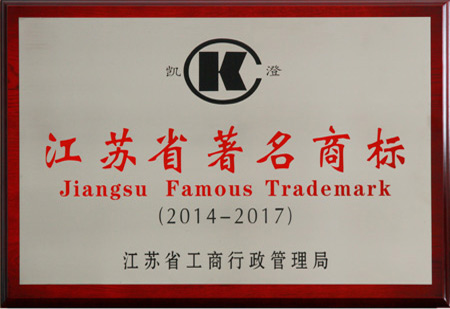 凯 K 澄
江苏省著名商标
Jiangsu Famous Trademark
(2014-2017)
江苏省工商行政管理局